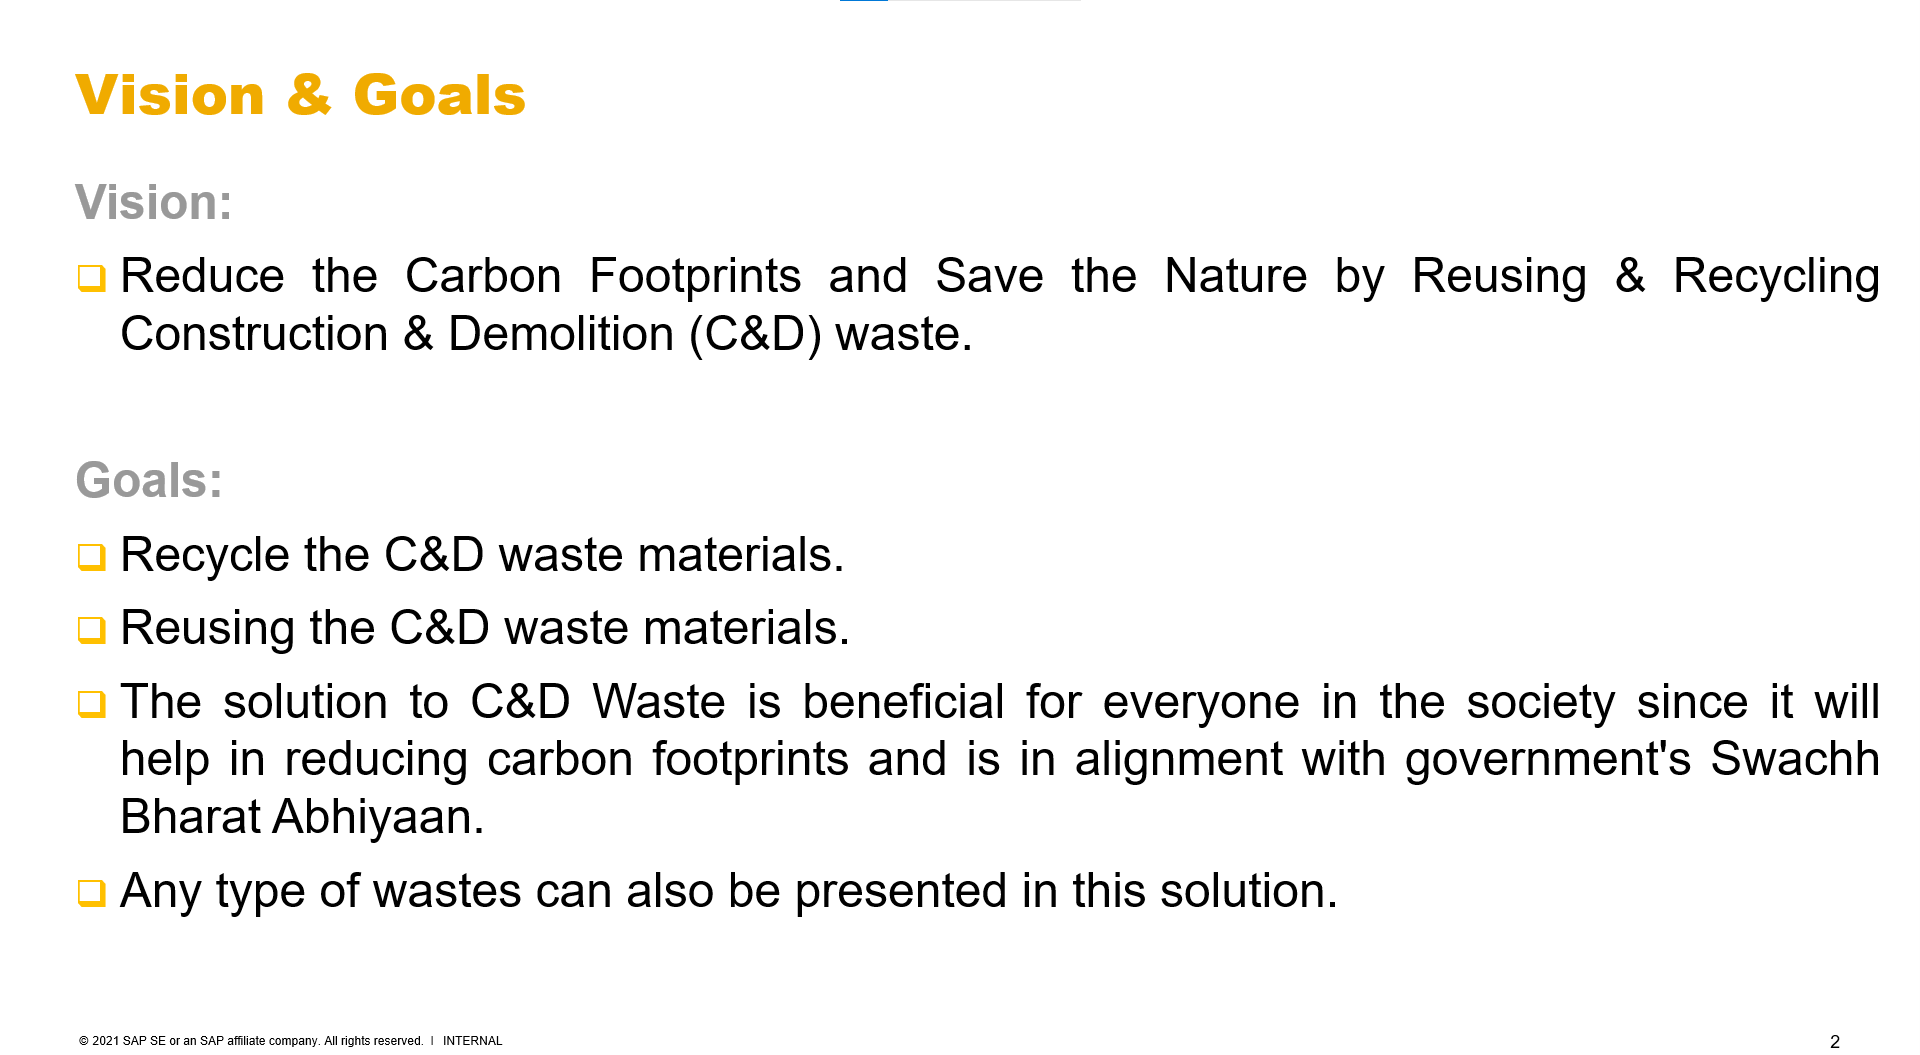 Vision & Goals
Vision:
Reduce the Carbon Footprints and Save the Nature by Reusing & Recycling
Construction & Demolition (C&D) waste.
Goals:
Recycle the C&D waste materials.
Reusing the C&D waste materials.
The solution to C&D Waste is beneficial for everyone in the society since it will
help in reducing carbon footprints and is in alignment with government's Swachh
Bharat Abhiyaan.
Any type of wastes can also be presented in this solution.
© 2021 SAP SE or an SAP affiliate company. All rights reserved. | INTERNAL
2